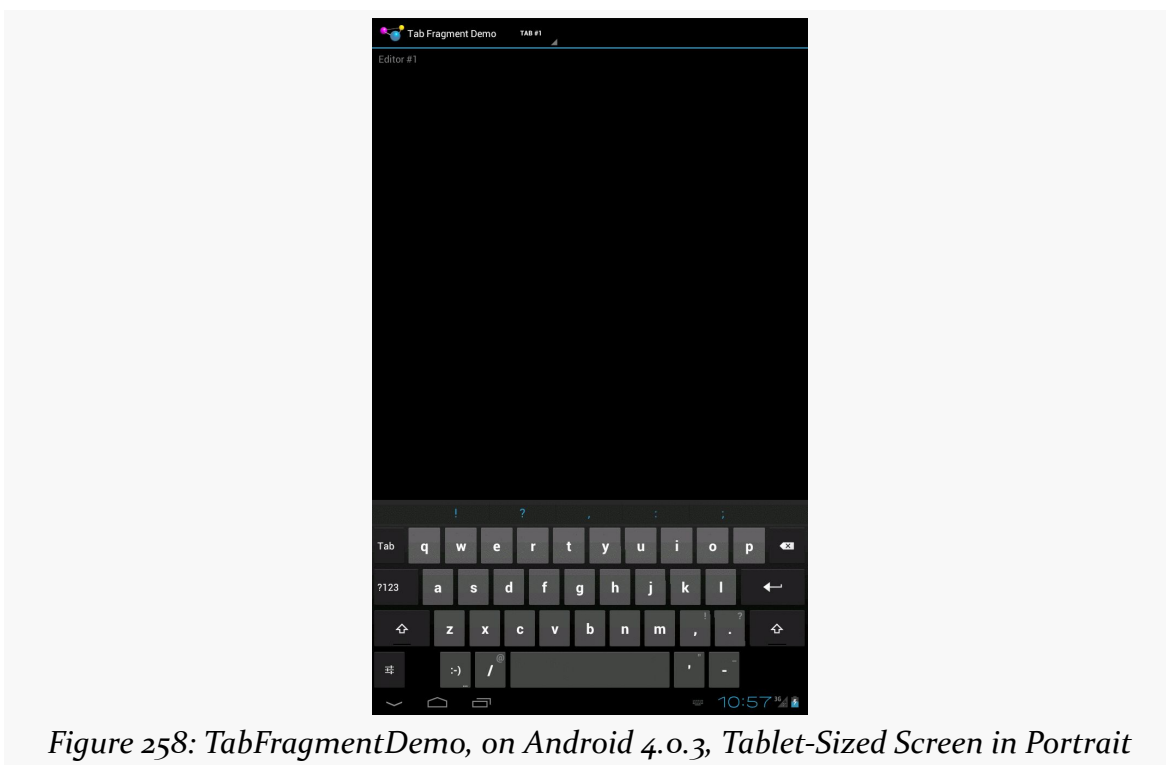 Tab Fragment Demo TAB #1
Editor #1
! ? , : ;
Tab q w e r t y u i o p
?123 a s d f g h j k l
z x c v b n m , ! . ?
:-) _ / @ ' " - _
10:57 3G
Figure 258: TabFragmentDemo, on Android 4.0.3, Tablet-Sized Screen in Portrait